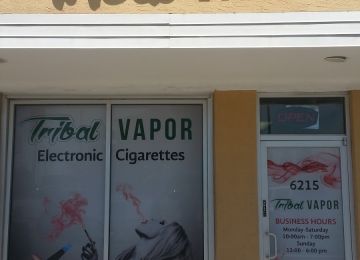 Tribal VAPOR
Electronic Cigarettes
OPEN
6215
Tribal VAPOR
BUSINESS HOURS
Monday-Saturday
10:00am - 7:00pm
Sunday
12:00 - 6:00 pm